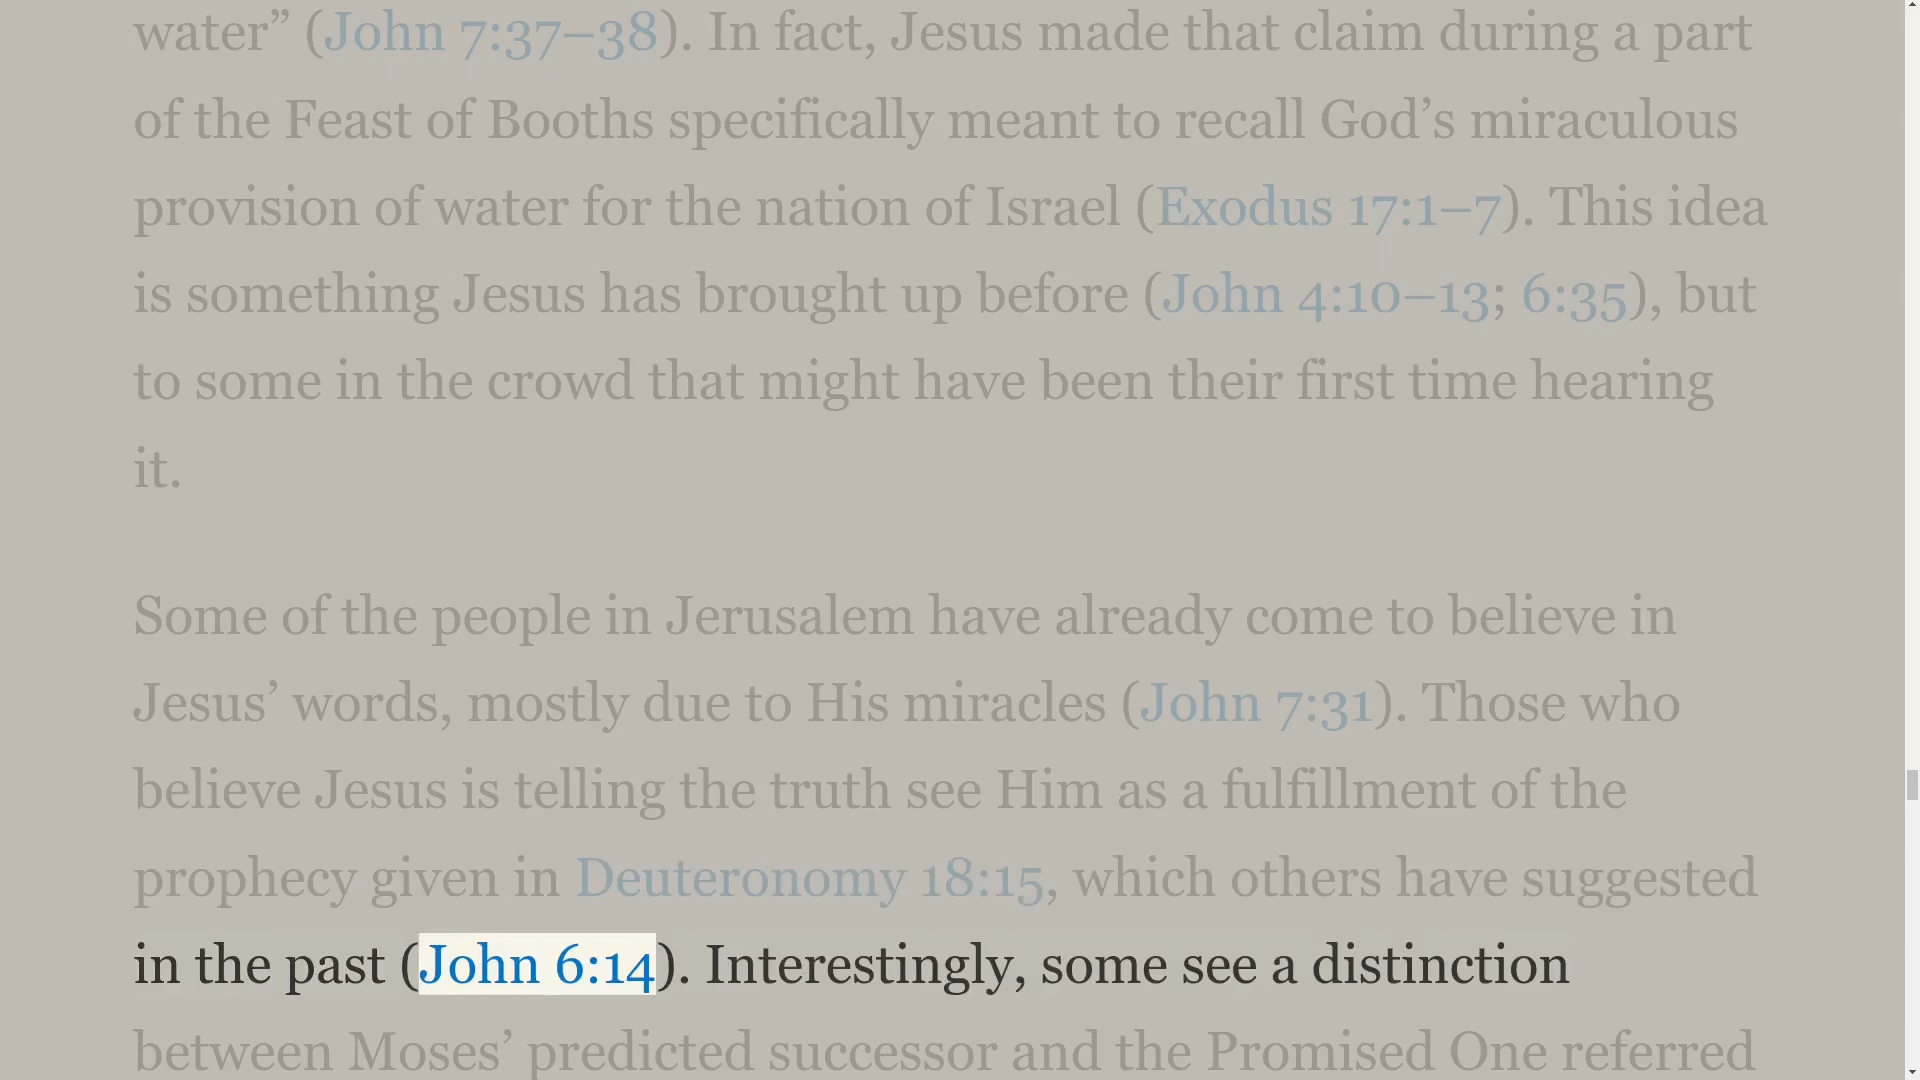 water” (John 7:37–38). In fact, Jesus made that claim during a part
of the Feast of Booths specifically meant to recall God’s miraculous
provision of water for the nation of Israel (Exodus 17:1–7). This idea
is something Jesus has brought up before (John 4:10–13; 6:35), but
to some in the crowd that might have been their first time hearing
it.
Some of the people in Jerusalem have already come to believe in
Jesus’ words, mostly due to His miracles (John 7:31). Those who
believe Jesus is telling the truth see Him as a fulfillment of the
prophecy given in Deuteronomy 18:15, which others have suggested
in the past (John 6:14). Interestingly, some see a distinction
between Moses’ predicted successor and the Promised One referred